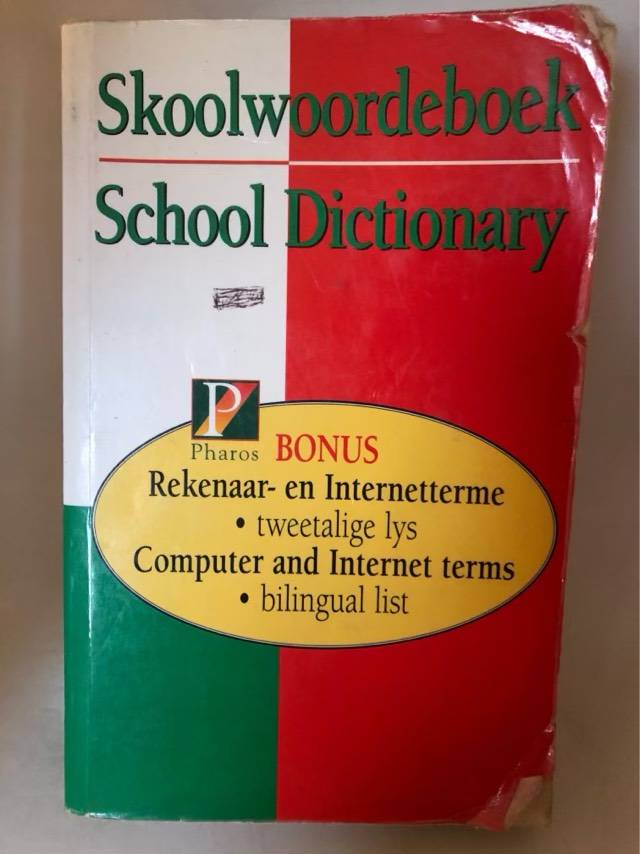 Skoolwoordeboek
School Dictionary
P
Pharos BONUS
Rekenaar- en Internetterme
• tweetalige lys
Computer and Internet terms
• bilingual list